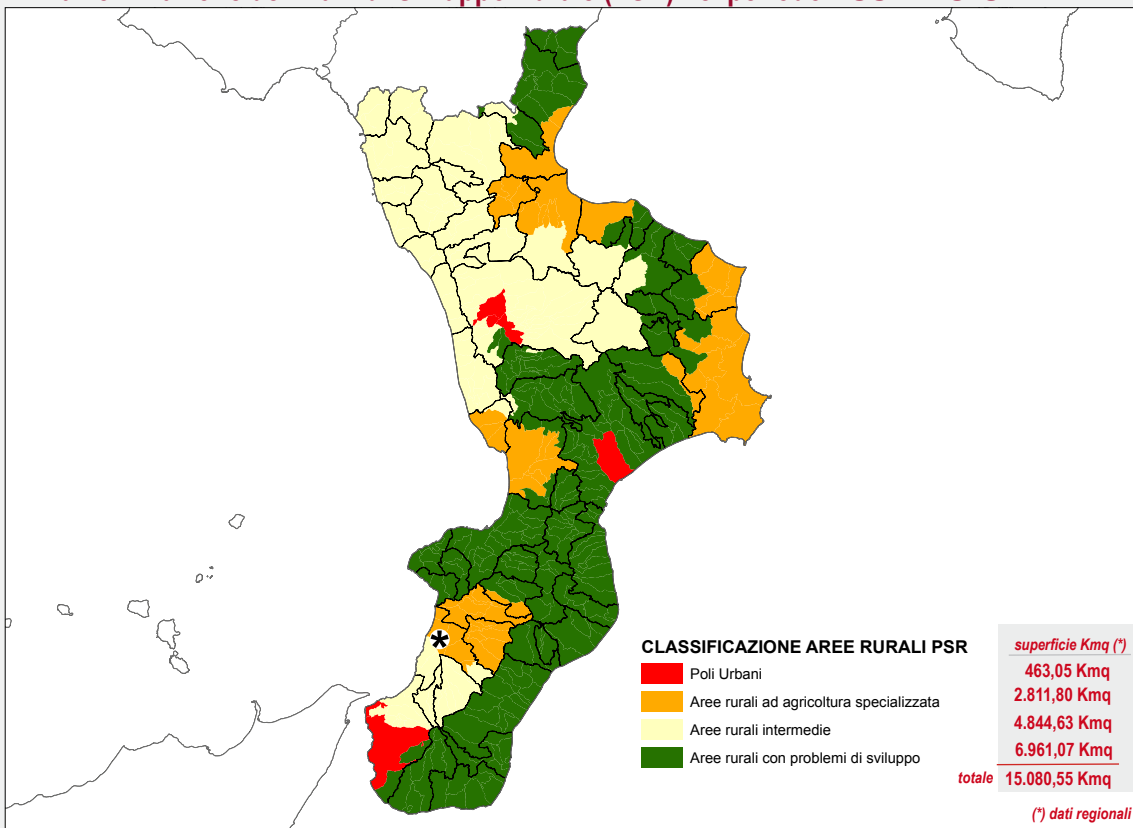 CLASSIFICAZIONE AREE RURALI PSR
superficie Kmq (*)
Poli Urbani
463,05 Kmq
Aree rurali ad agricoltura specializzata
2.811,80 Kmq
Aree rurali intermedie
4.844,63 Kmq
Aree rurali con problemi di sviluppo
6.961,07 Kmq
totale 15.080,55 Kmq
(*) dati regionali
*